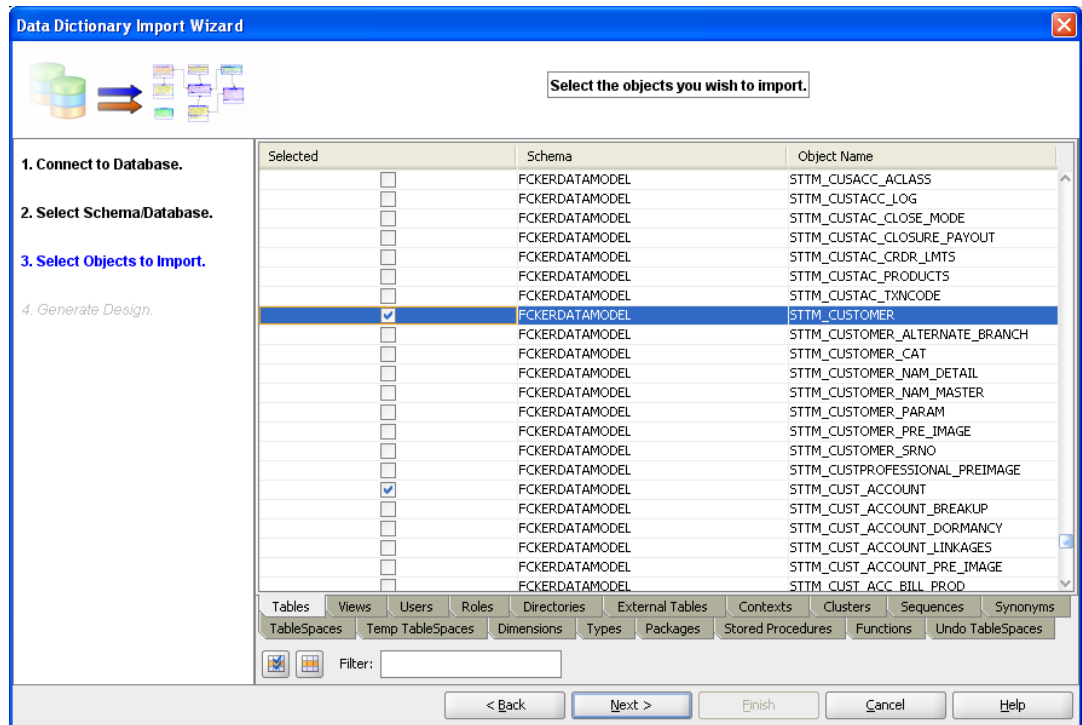 Data Dictionary Import Wizard
Select the objects you wish to import.
1. Connect to Database.
2. Select Schema/Database.
3. Select Objects to Import.
4. Generate Design.
Selected Schema Object Name
FCKERDATAMODEL STTM_CUSACC_ACLASS
FCKERDATAMODEL STTM_CUSTACC_LOG
FCKERDATAMODEL STTM_CUSTAC_CLOSE_MODE
FCKERDATAMODEL STTM_CUSTAC_CLOSURE_PAYOUT
FCKERDATAMODEL STTM_CUSTAC_CRDR_LMTS
FCKERDATAMODEL STTM_CUSTAC_PRODUCTS
FCKERDATAMODEL STTM_CUSTAC_TXNCODE
FCKERDATAMODEL STTM_CUSTOMER
FCKERDATAMODEL STTM_CUSTOMER_ALTERNATE_BRANCH
FCKERDATAMODEL STTM_CUSTOMER_CAT
FCKERDATAMODEL STTM_CUSTOMER_NAM_DETAIL
FCKERDATAMODEL STTM_CUSTOMER_NAM_MASTER
FCKERDATAMODEL STTM_CUSTOMER_PARAM
FCKERDATAMODEL STTM_CUSTOMER_PRE_IMAGE
FCKERDATAMODEL STTM_CUSTOMER_SRNO
FCKERDATAMODEL STTM_CUSTPROFESSIONAL_PREIMAGE
FCKERDATAMODEL STTM_CUST_ACCOUNT
FCKERDATAMODEL STTM_CUST_ACCOUNT_BREAKUP
FCKERDATAMODEL STTM_CUST_ACCOUNT_DORMANCY
FCKERDATAMODEL STTM_CUST_ACCOUNT_LINKAGES
FCKERDATAMODEL STTM_CUST_ACCOUNT_PRE_IMAGE
FCKERDATAMODEL STTM_CUST_ACC_BILL_PROD
Tables Views Users Roles Directories External Tables Contexts Clusters Sequences Synonyms
TableSpaces Temp TableSpaces Dimensions Types Packages Stored Procedures Functions Undo TableSpaces
Filter:
< Back Next > Finish Cancel Help